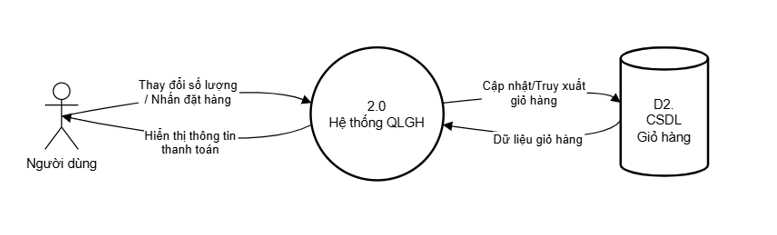 Thay đổi số lượng
/ Nhấn đặt hàng
Hiển thị thông tin
thanh toán
Người dùng
2.0
Hệ thống QLGH
Cập nhật/Truy xuất
giỏ hàng
Dữ liệu giỏ hàng
D2.
CSDL
Giỏ hàng